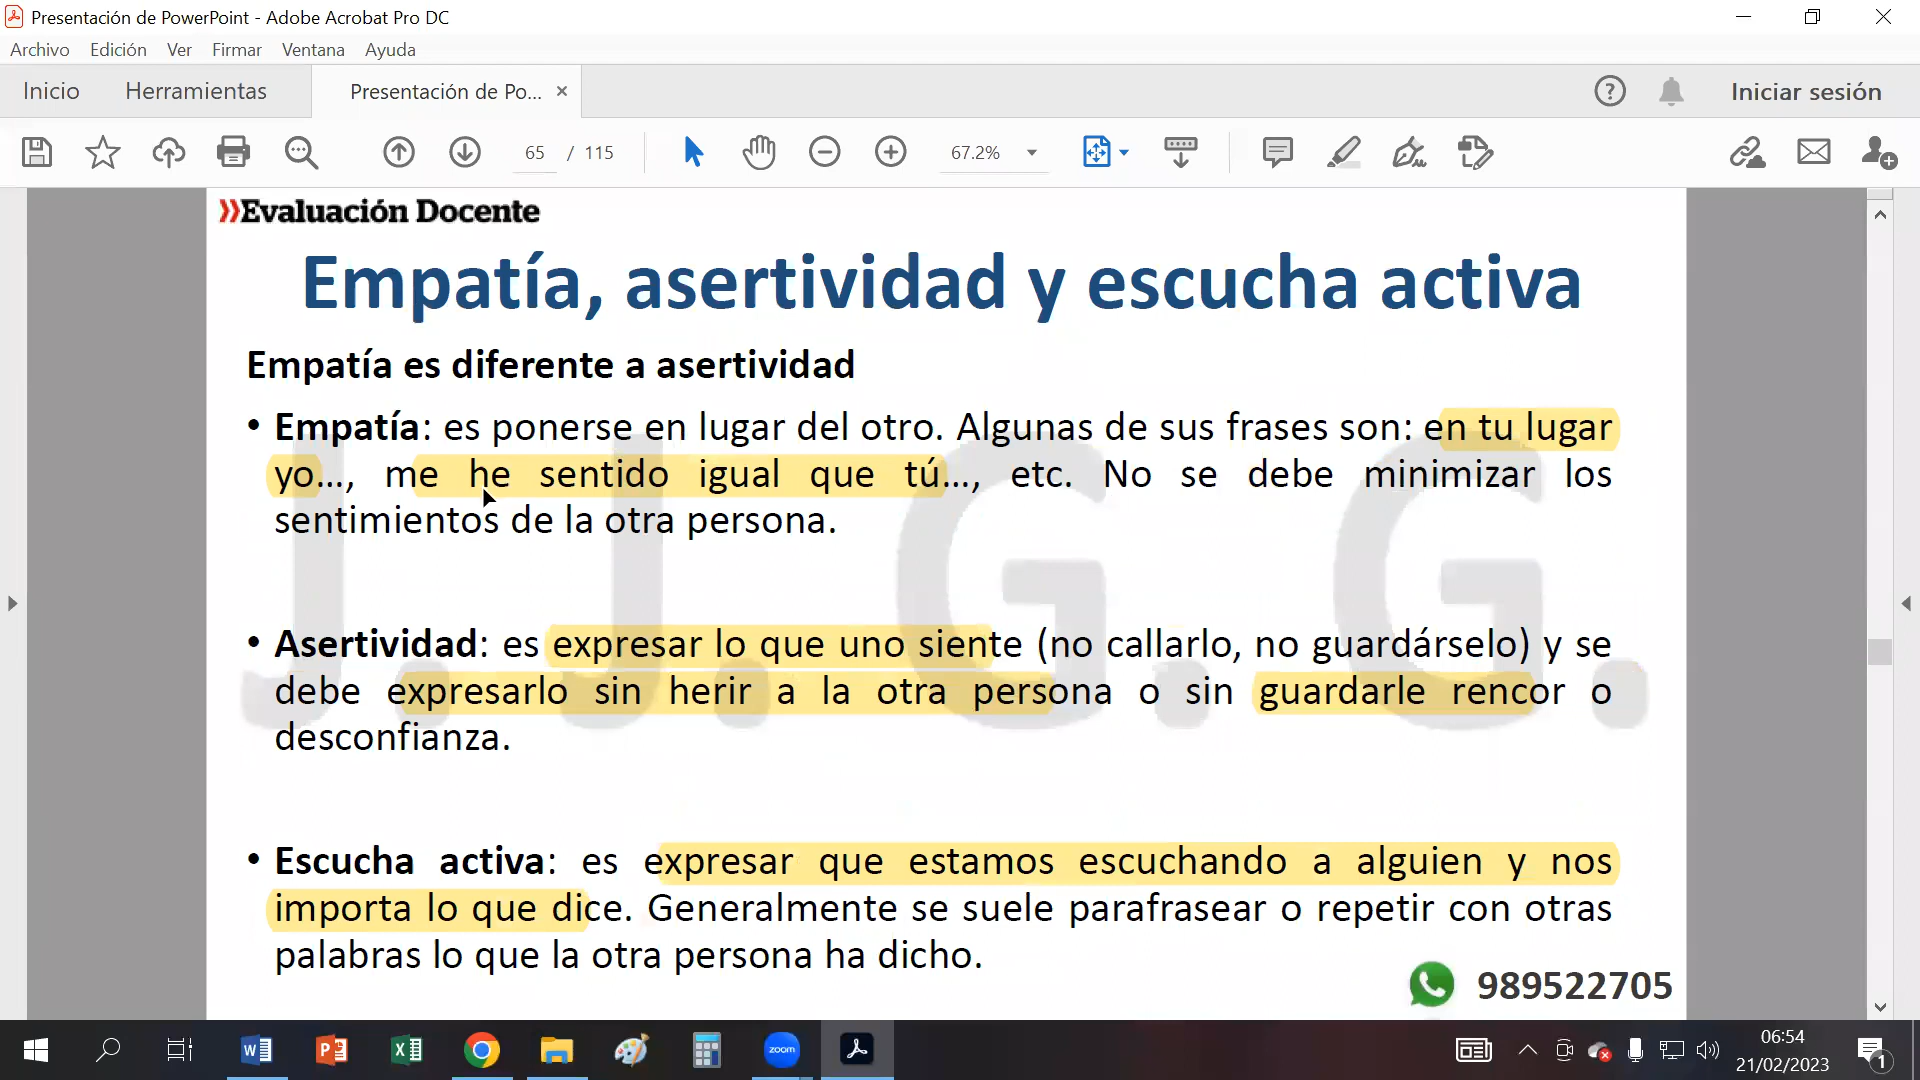 Presentación de PowerPoint - Adobe Acrobat Pro DC
Archivo Edición Ver Firmar Ventana Ayuda
Inicio Herramientas Presentación de Po... × Iniciar sesión
65 / 115 67.2%
Evaluación Docente
Empatía, asertividad y escucha activa
Empatía es diferente a asertividad
• Empatía: es ponerse en lugar del otro. Algunas de sus frases son: en tu lugar
yo…, me he sentido igual que tú…, etc. No se debe minimizar los
sentimientos de la otra persona.
• Asertividad: es expresar lo que uno siente (no callarlo, no guardárselo) y se
debe expresarlo sin herir a la otra persona o sin guardarle rencor o
desconfianza.
• Escucha activa: es expresar que estamos escuchando a alguien y nos
importa lo que dice. Generalmente se suele parafrasear o repetir con otras
palabras lo que la otra persona ha dicho.
J. J. G. G.
989522705
zoom
06:54
21/02/2023
1